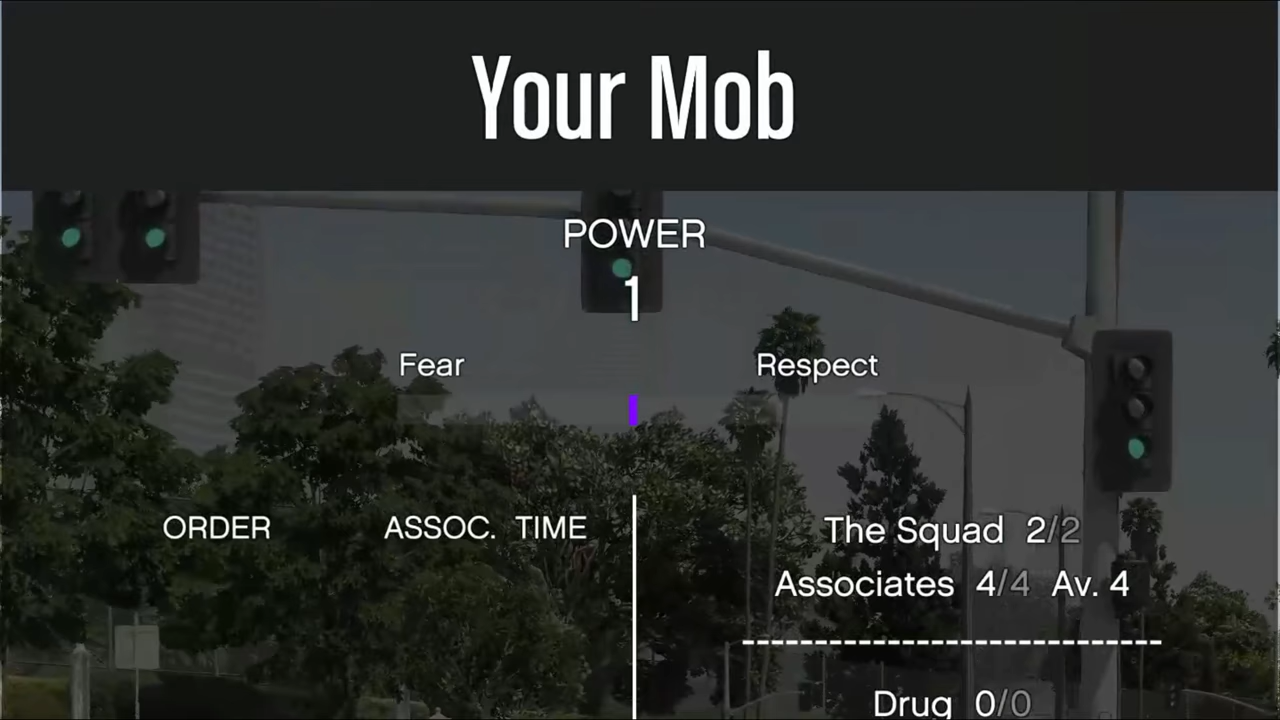 Your Mob
POWER
1
Fear Respect
ORDER ASSOC. TIME
The Squad 2/2
Associates 4/4 Av. 4
Drug 0/0